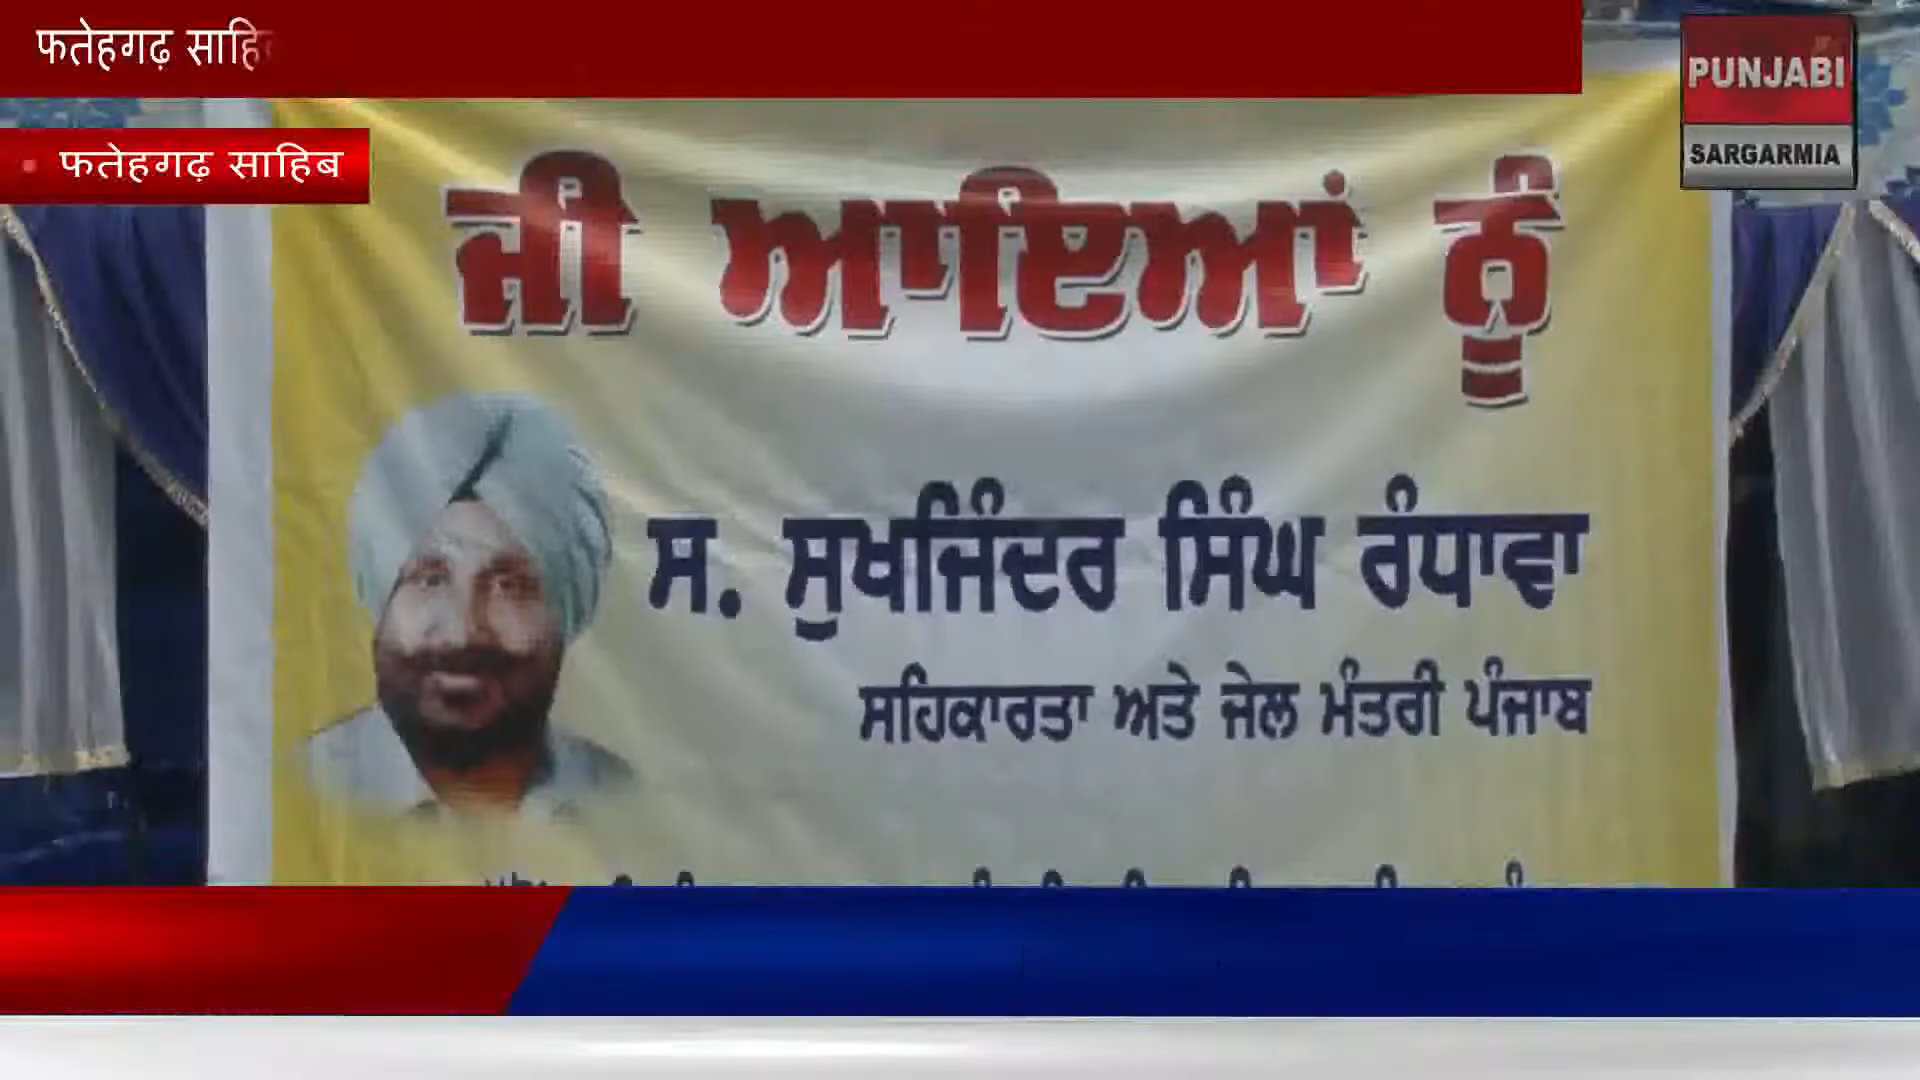 फतेहगढ़ साहिब
PUNJABI
SARGARMIA
फतेहगढ़ साहिब
ਜੀ ਆਇਆਂ ਨੂੰ
ਸ. ਸੁਖਜਿੰਦਰ ਸਿੰਘ ਰੰਧਾਵਾ
ਸਹਿਕਾਰਤਾ ਅਤੇ ਜੇਲ ਮੰਤਰੀ ਪੰਜਾਬ